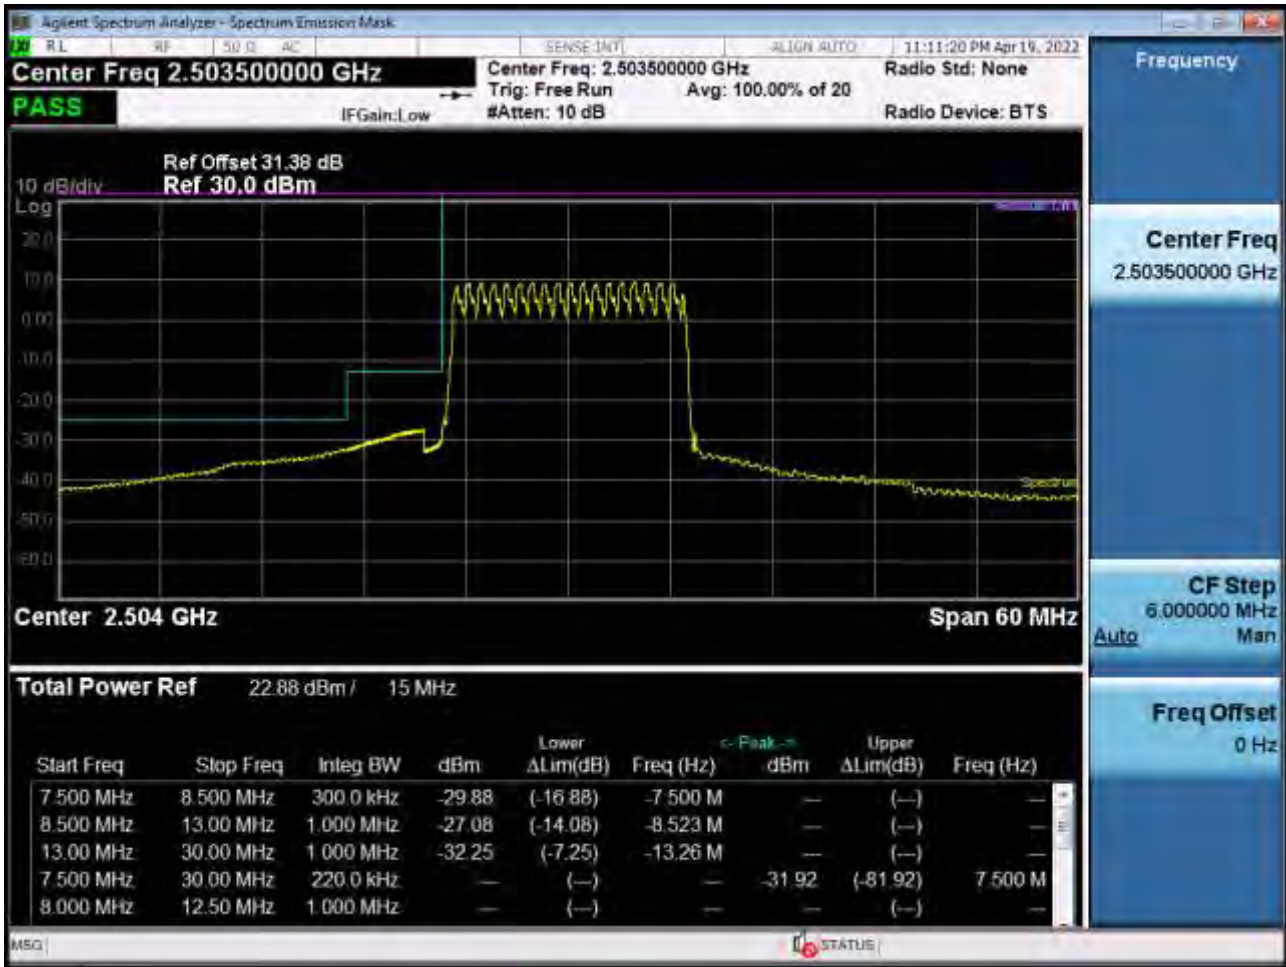 Agilent Spectrum Analyzer - Spectrum Emission Mask
RL RF 50 Ω AC SENSE:INT ALIGN AUTO 11:11:20 PM Apr 19, 2022
Center Freq 2.503500000 GHz
Center Freq: 2.503500000 GHz
Radio Std: None
Trig: Free Run Avg: 100.00% of 20
PASS
IFGain:Low
#Atten: 10 dB
Radio Device: BTS
Ref Offset 31.38 dB
10 dB/div Ref 30.0 dBm
Log
20.0
10.0
0.00
-10.0
-20.0
-30.0
-40.0
Spectrum
-50.0
-60.0
Center 2.504 GHz Span 60 MHz
Total Power Ref 22.88 dBm / 15 MHz
Lower <- Peak -> Upper
Start Freq Stop Freq Integ BW dBm ΔLim(dB) Freq (Hz) dBm ΔLim(dB) Freq (Hz)
7.500 MHz 8.500 MHz 300.0 kHz -29.88 (-16.88) -7.500 M --- (---) ---
8.500 MHz 13.00 MHz 1.000 MHz -27.08 (-14.08) -8.523 M --- (---) ---
13.00 MHz 30.00 MHz 1.000 MHz -32.25 (-7.25) -13.26 M --- (---) ---
7.500 MHz 30.00 MHz 220.0 kHz --- (---) --- -31.92 (-81.92) 7.500 M
8.000 MHz 12.50 MHz 1.000 MHz --- (---) --- --- (---) ---
MSG STATUS
Frequency
Center Freq
2.503500000 GHz
CF Step
6.000000 MHz
Auto Man
Freq Offset
0 Hz